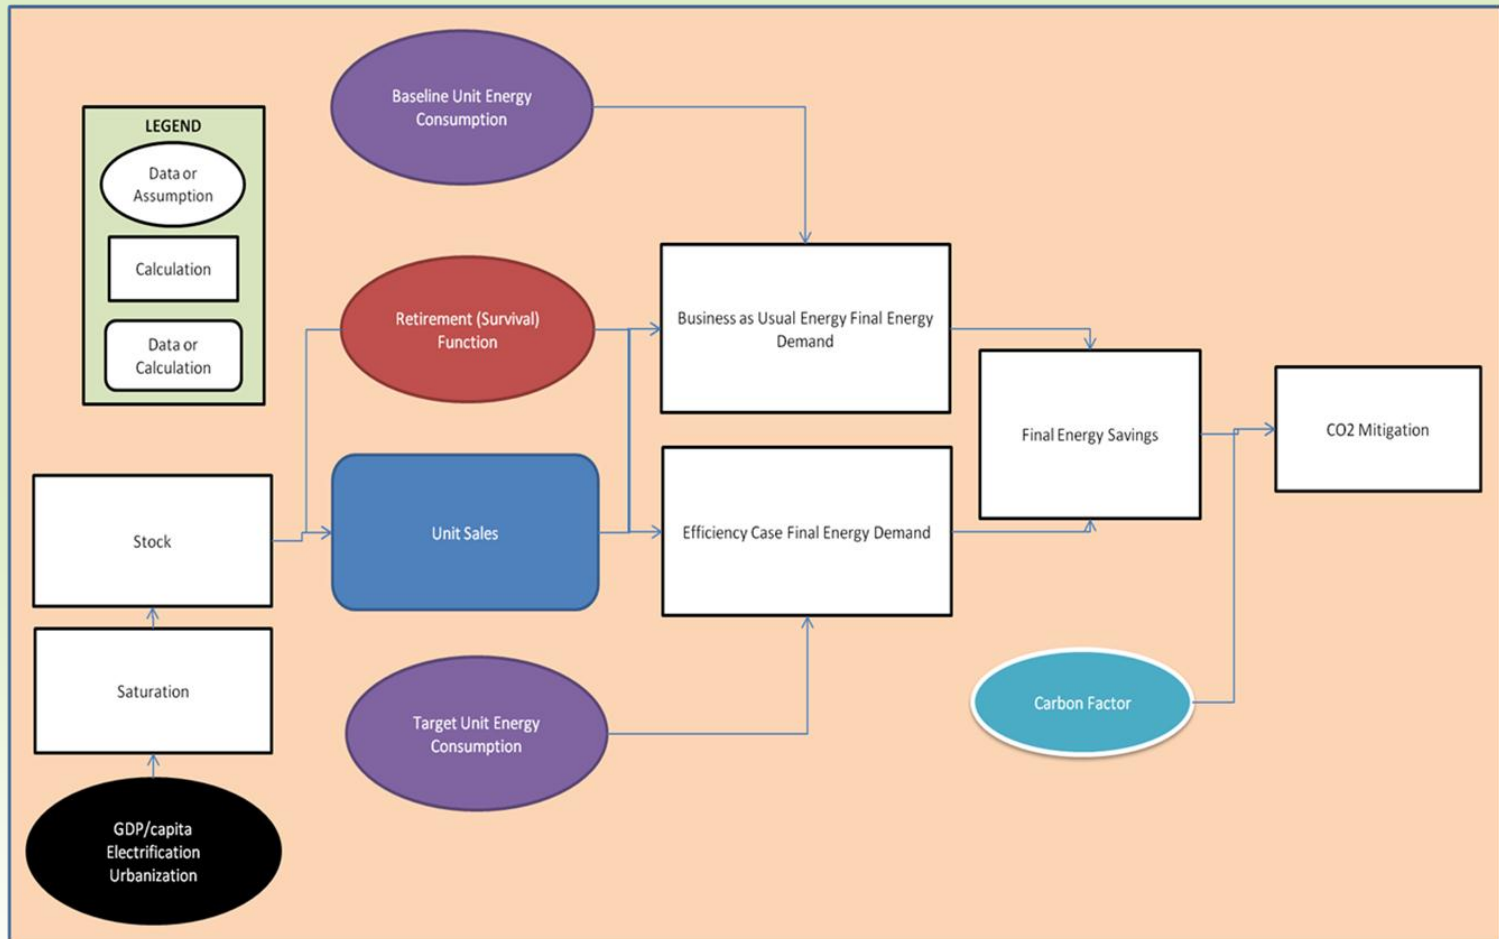 LEGEND
Data or
Assumption
Calculation
Data or
Calculation
Baseline Unit Energy
Consumption
Retirement (Survival)
Function
Business as Usual Energy Final Energy
Demand
Final Energy Savings
CO2 Mitigation
Stock
Unit Sales
Efficiency Case Final Energy Demand
Saturation
Target Unit Energy
Consumption
Carbon Factor
GDP/capita
Electrification
Urbanization